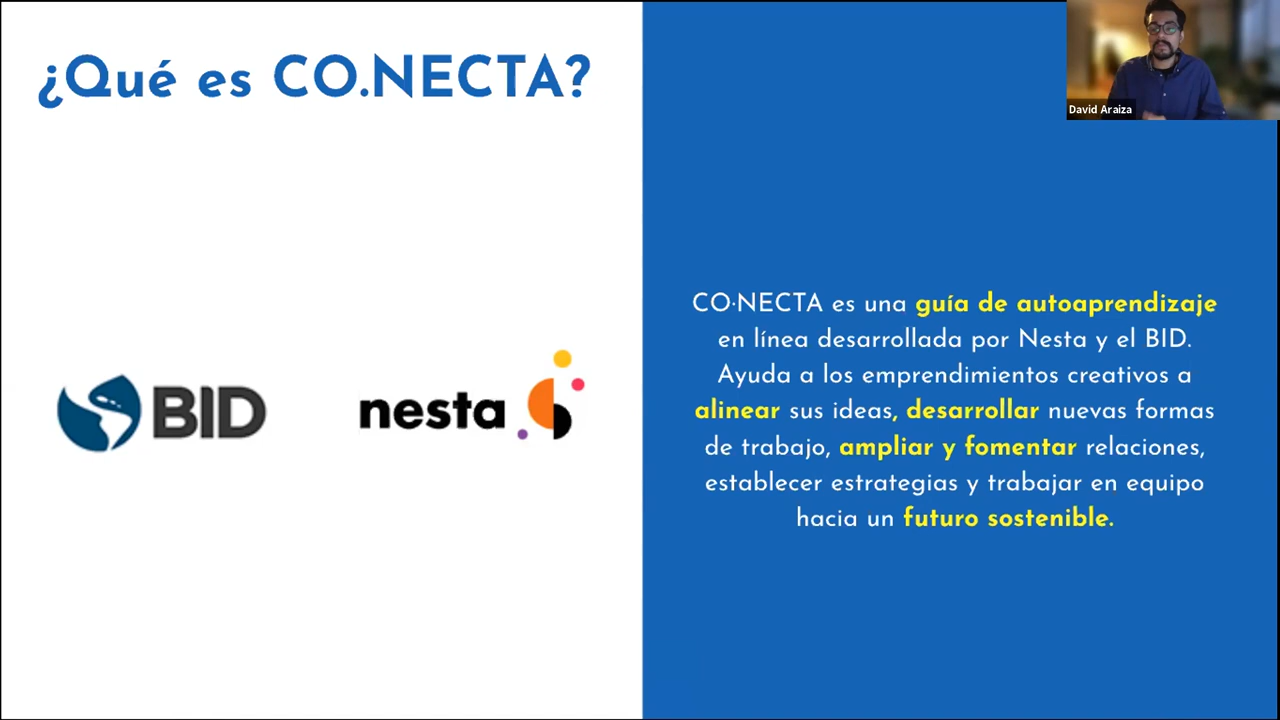 ¿Qué es CO.NECTA?
David Araiza
BID
nesta
CO·NECTA es una guía de autoaprendizaje
en línea desarrollada por Nesta y el BID.
Ayuda a los emprendimientos creativos a
alinear sus ideas, desarrollar nuevas formas
de trabajo, ampliar y fomentar relaciones,
establecer estrategias y trabajar en equipo
hacia un futuro sostenible.